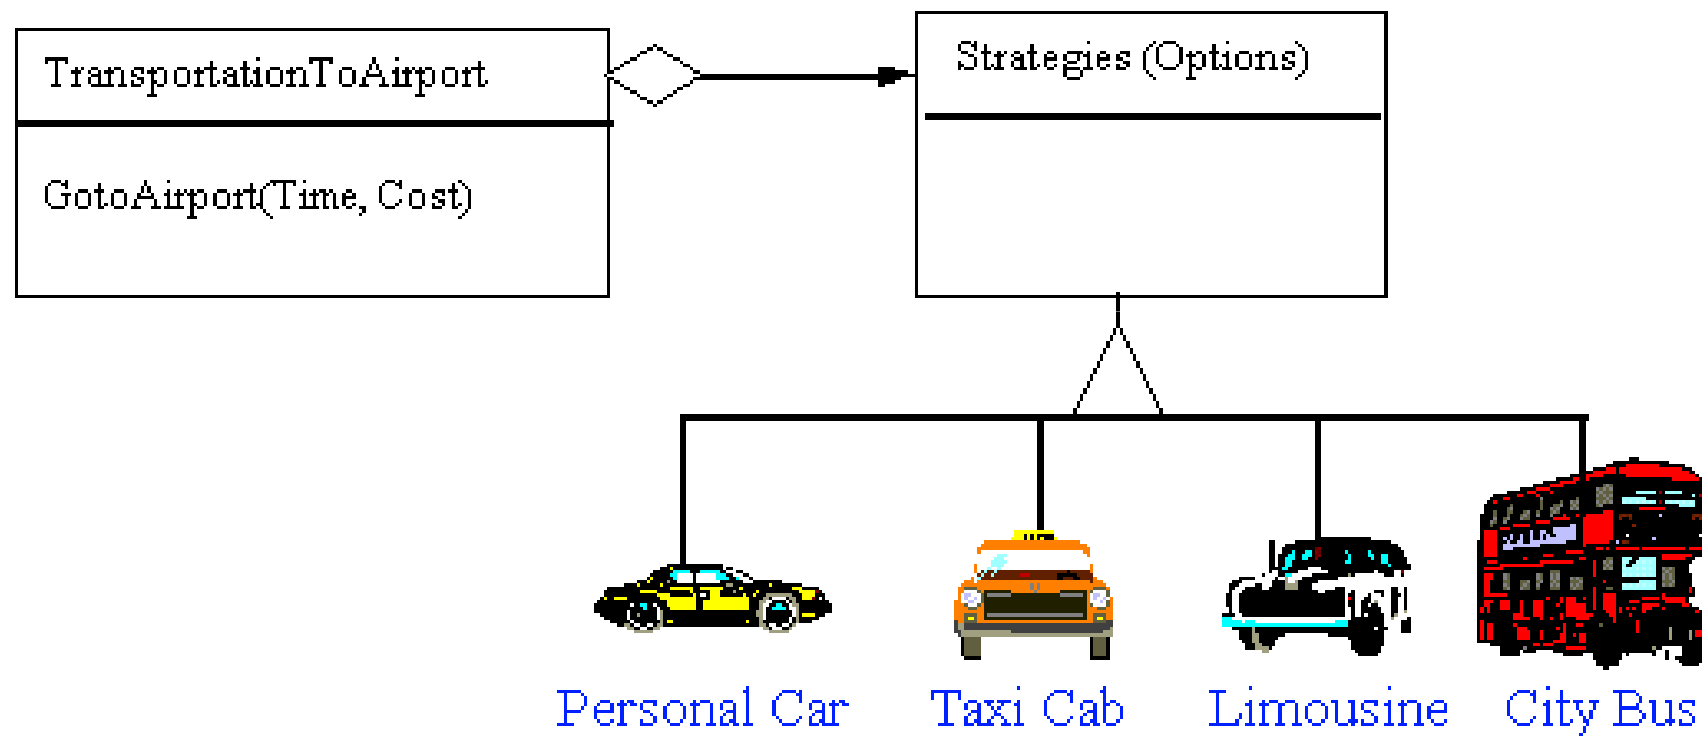 TransportationToAirport
GotoAirport(Time, Cost)
Strategies (Options)
Personal Car
Taxi Cab
Limousine
City Bus